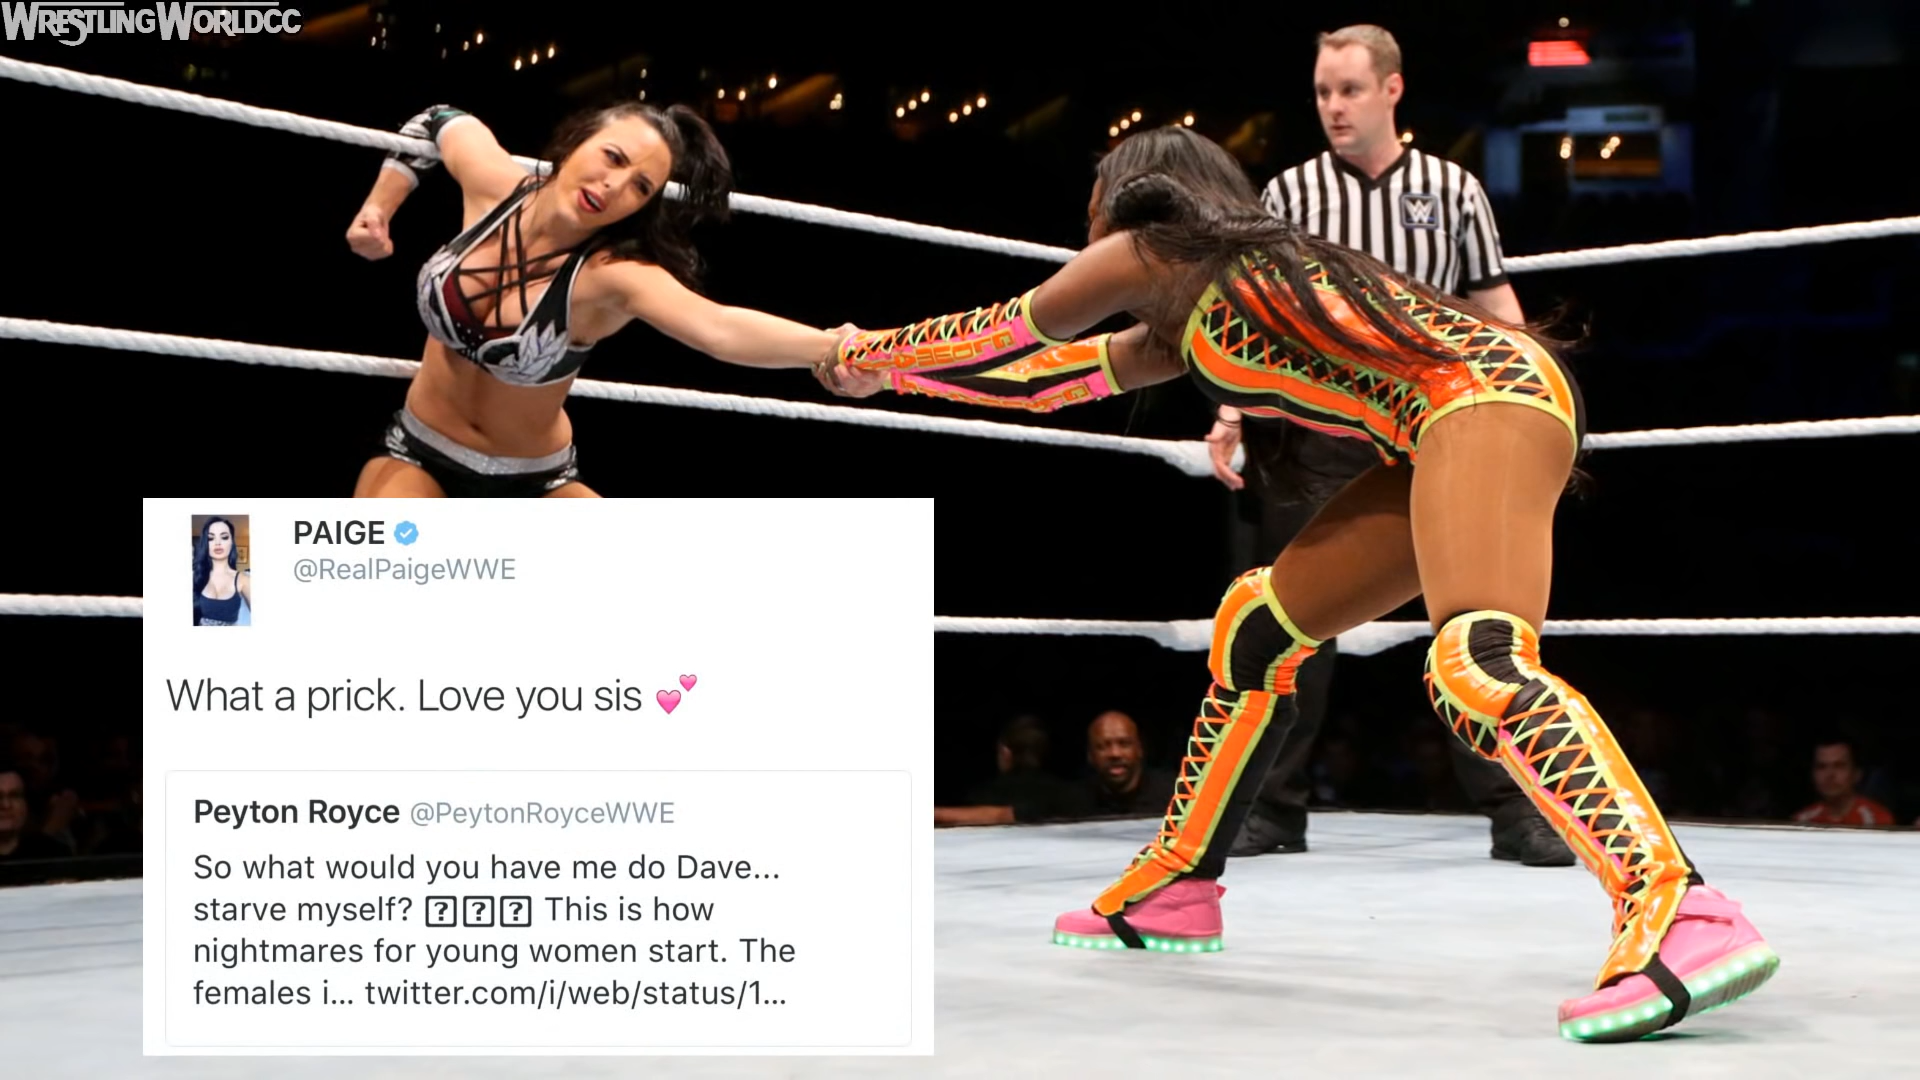 WRESTLINGWORLDCC
W
PAIGE
@RealPaigeWWE
What a prick. Love you sis 💕
Peyton Royce @PeytonRoyceWWE
So what would you have me do Dave...
starve myself? �️�️�️ This is how
nightmares for young women start. The
females i... twitter.com/i/web/status/1...